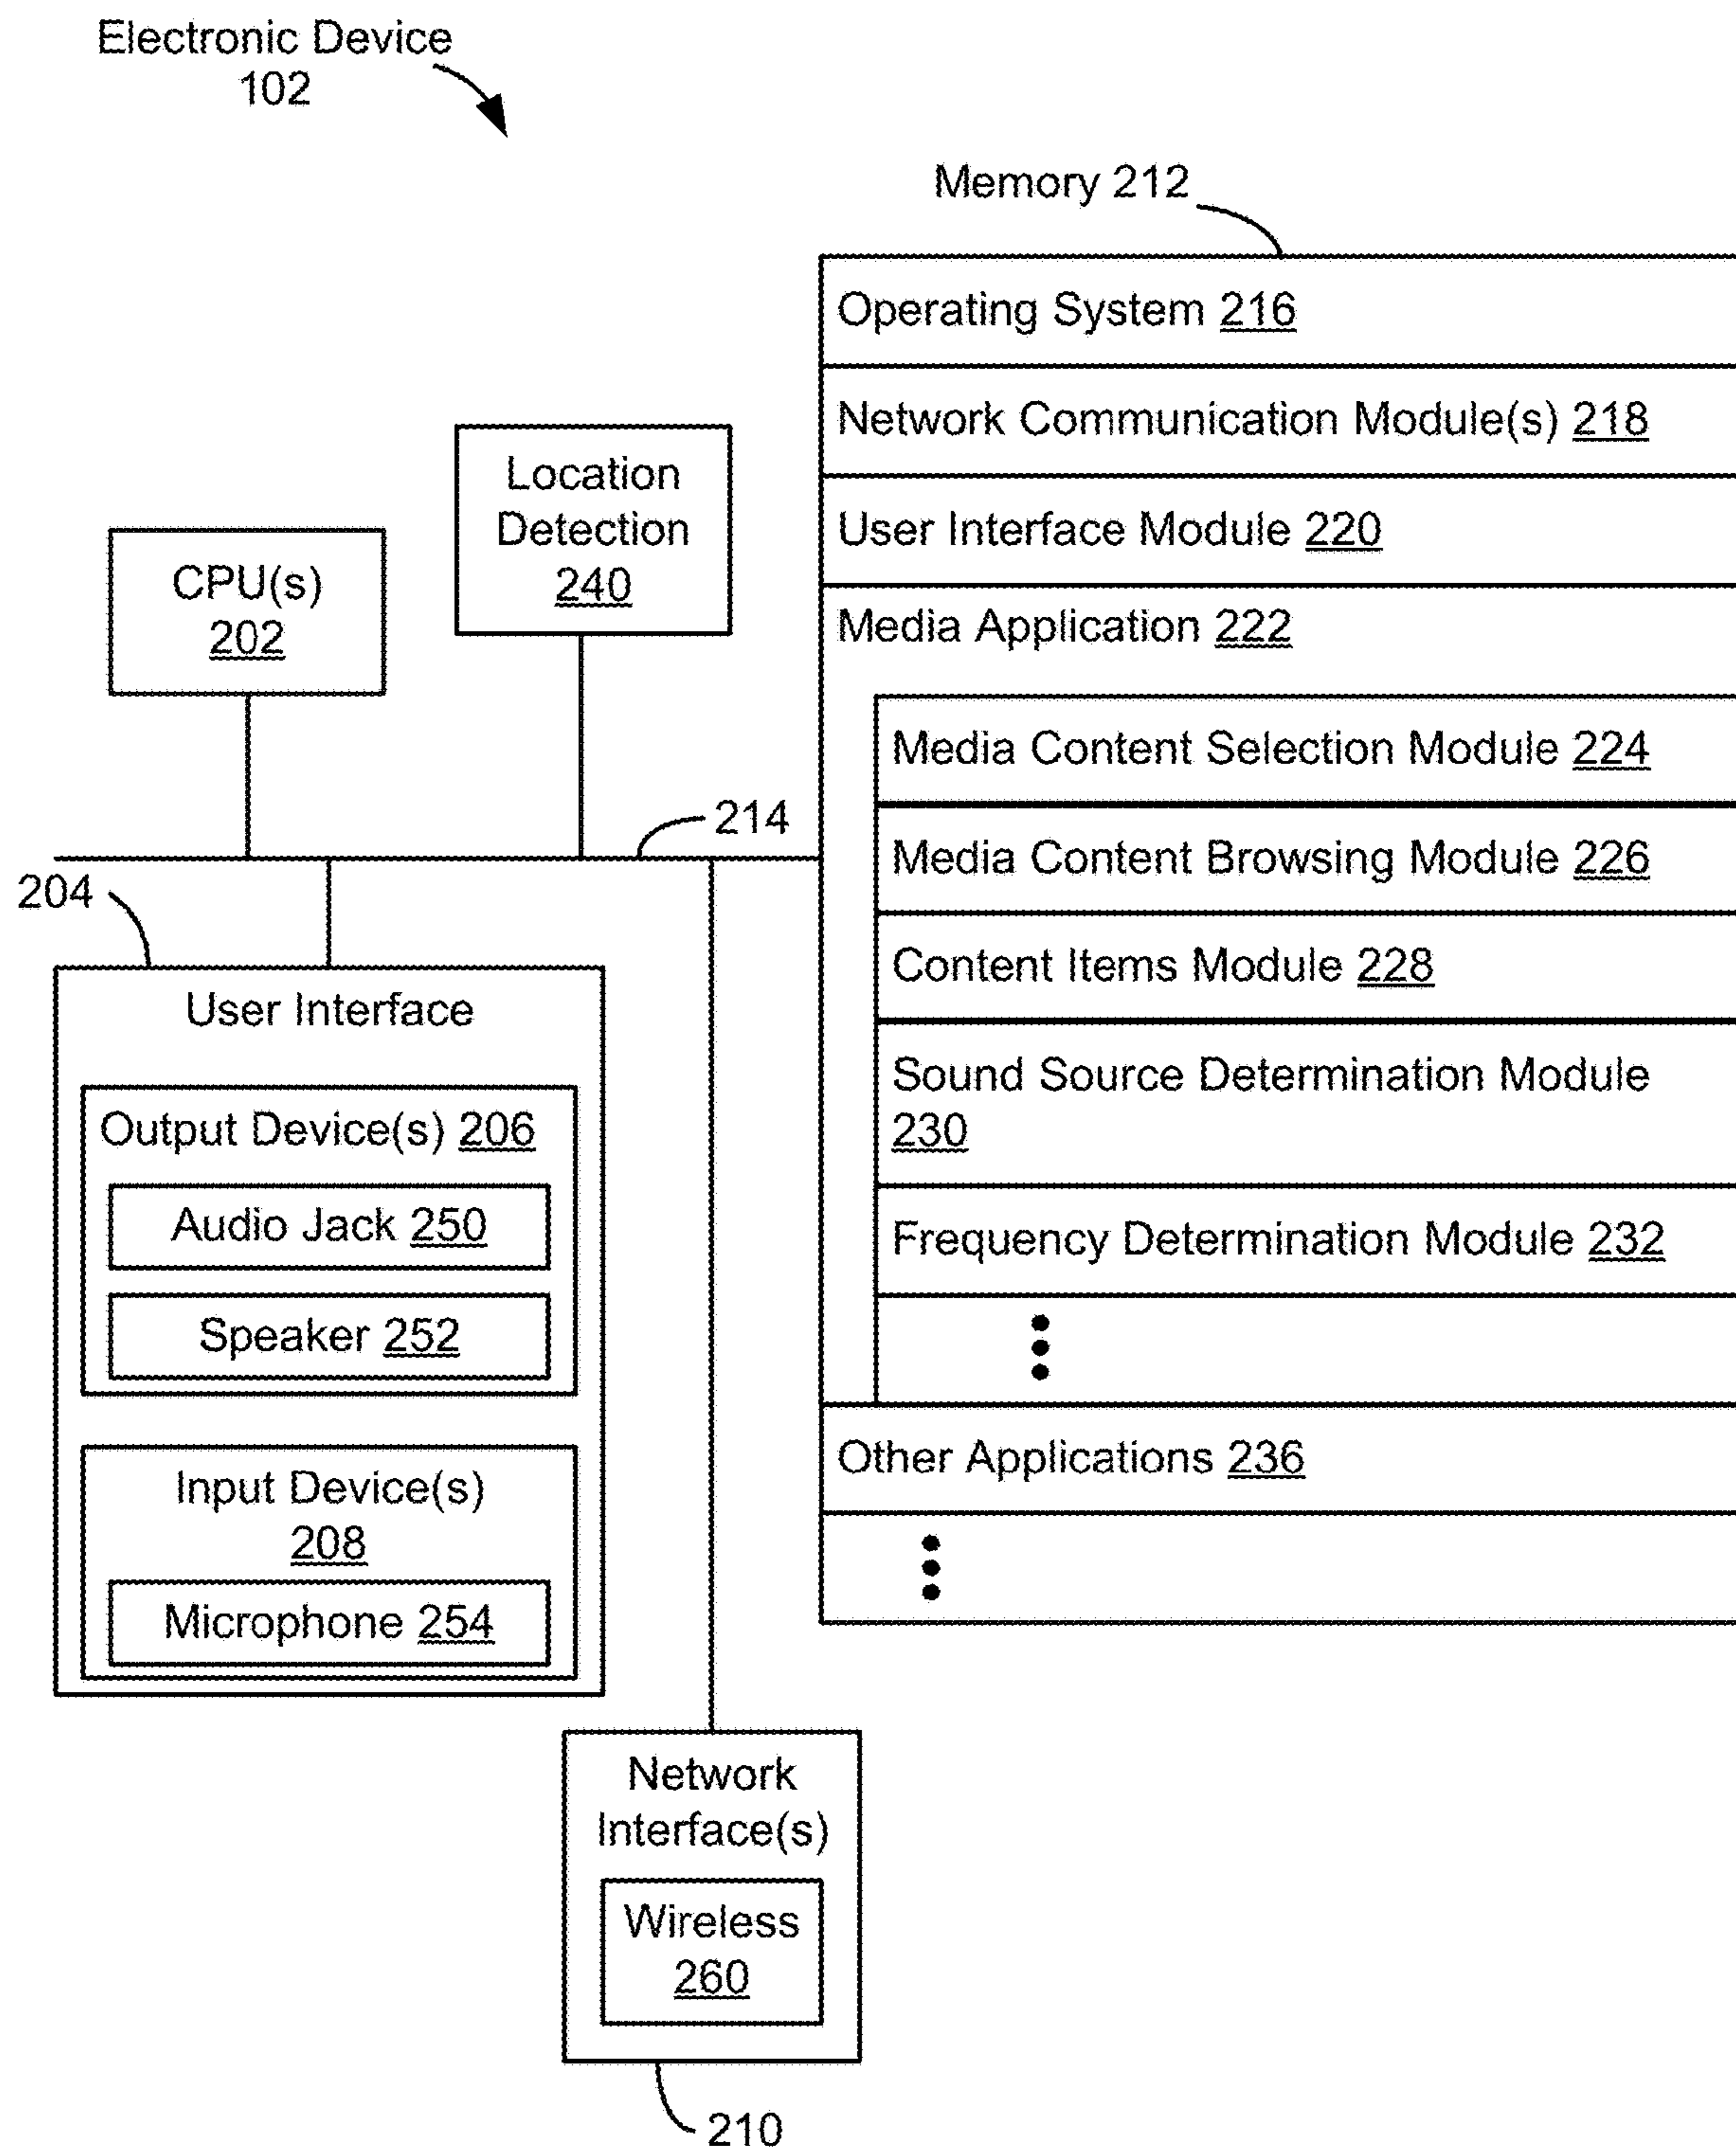 Electronic Device
102
Memory 212
Operating System 216
Network Communication Module(s) 218
User Interface Module 220
Media Application 222
Media Content Selection Module 224
Media Content Browsing Module 226
Content Items Module 228
Sound Source Determination Module
230
Frequency Determination Module 232
Other Applications 236
Location
Detection
240
CPU(s)
202
214
204
User Interface
Output Device(s) 206
Audio Jack 250
Speaker 252
Input Device(s)
208
Microphone 254
Network
Interface(s)
Wireless
260
210